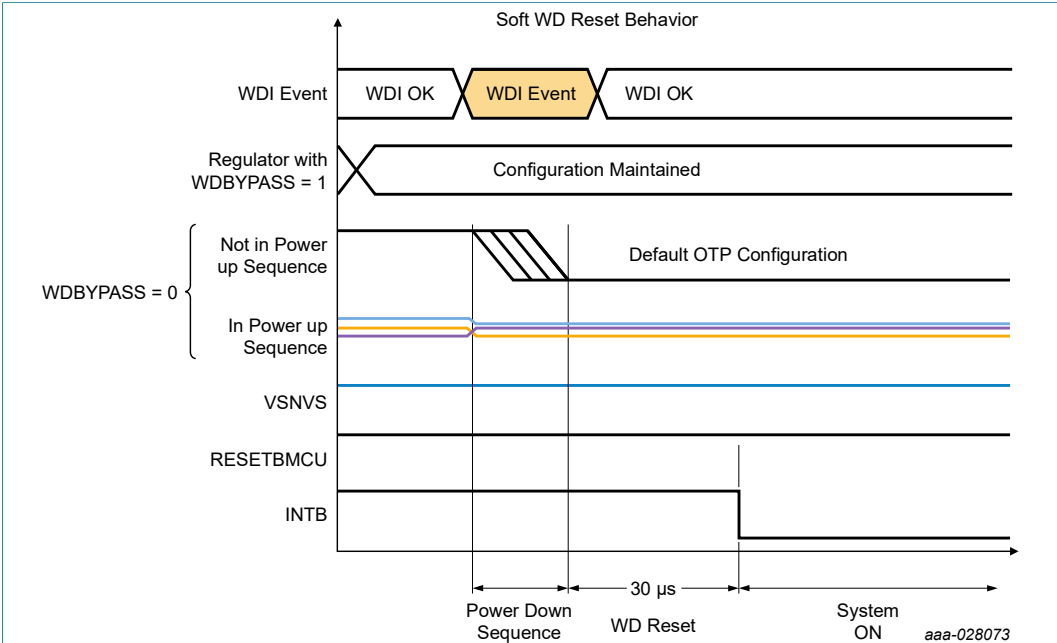 Soft WD Reset Behavior
WDI Event
WDI OK
WDI Event
WDI OK
Regulator with
WDBYPASS = 1
Configuration Maintained
WDBYPASS = 0
Not in Power
up Sequence
Default OTP Configuration
In Power up
Sequence
VSNVS
RESETBMCU
INTB
30 µs
Power Down
Sequence
WD Reset
System
ON
aaa-028073